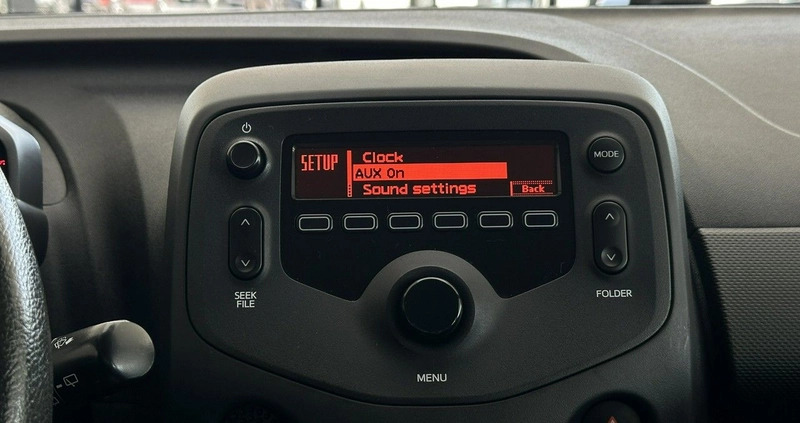 SETUP
Clock
AUX On
Sound settings
Back
MODE
SEEK
FILE
FOLDER
MENU